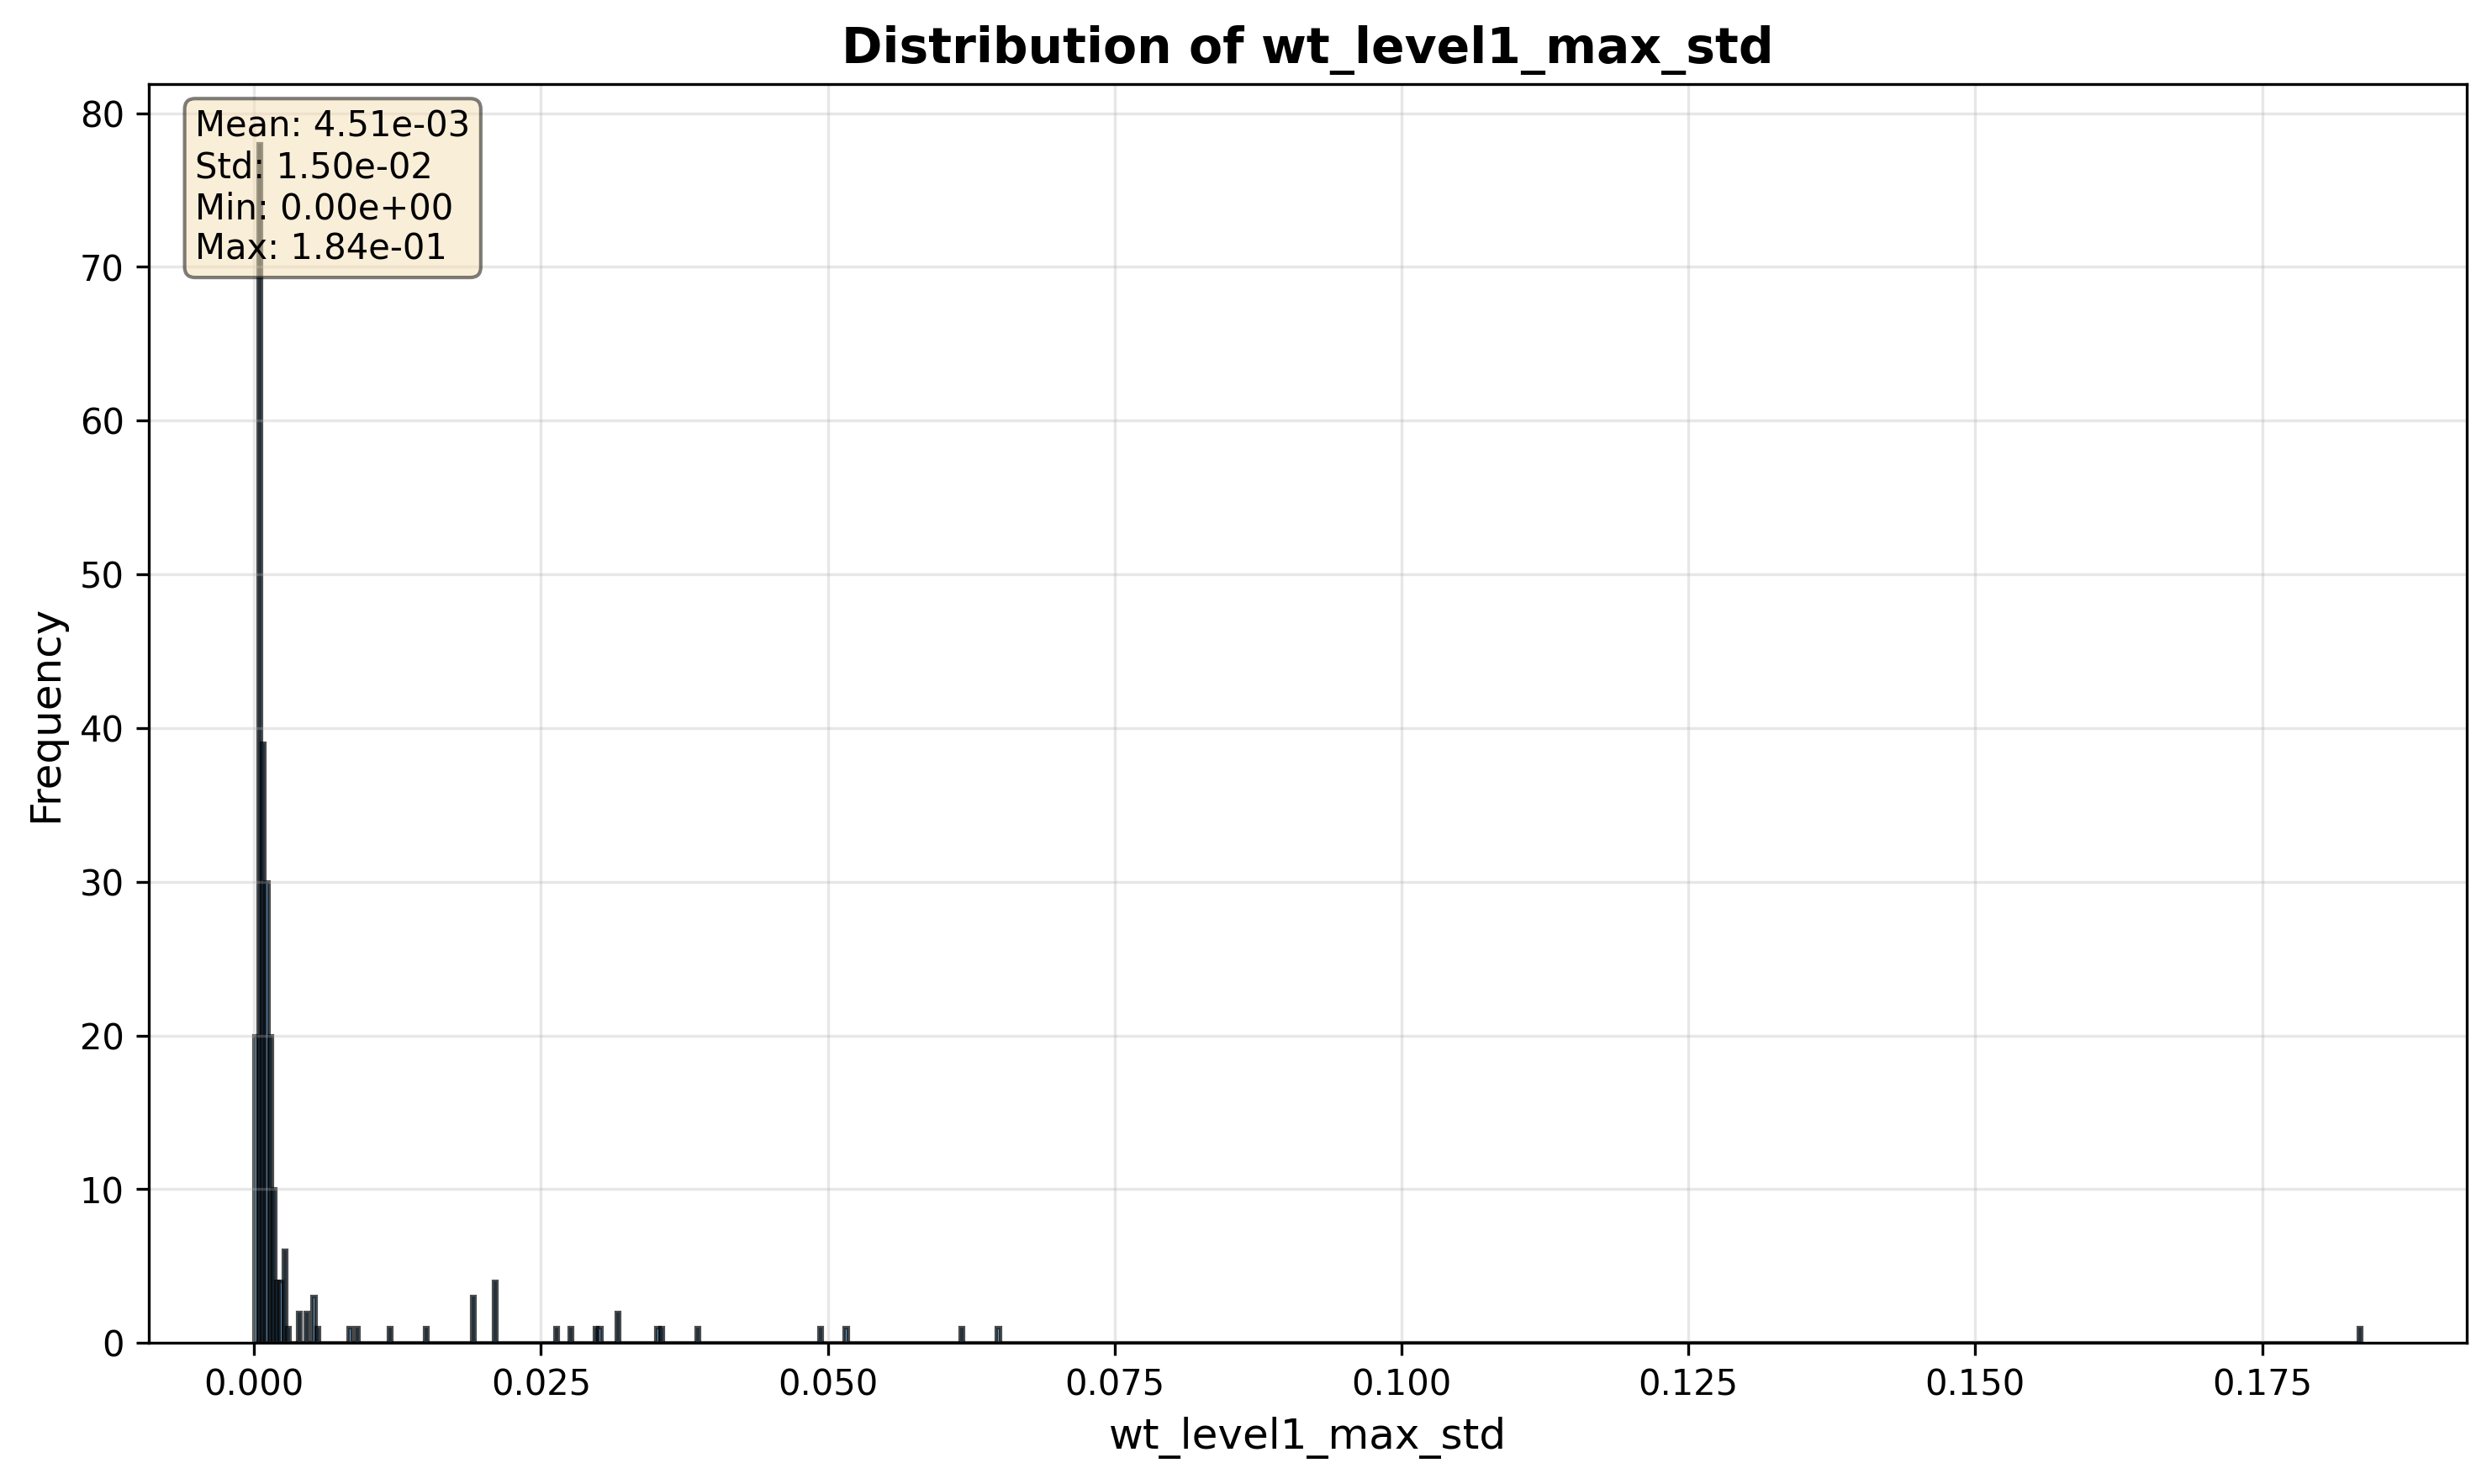 Distribution of wt_level1_max_std
Mean: 4.51e-03
Std: 1.50e-02
Min: 0.00e+00
Max: 1.84e-01
80
70
60
50
40
30
20
10
0
Frequency
0.000 0.025 0.050 0.075 0.100 0.125 0.150 0.175
wt_level1_max_std